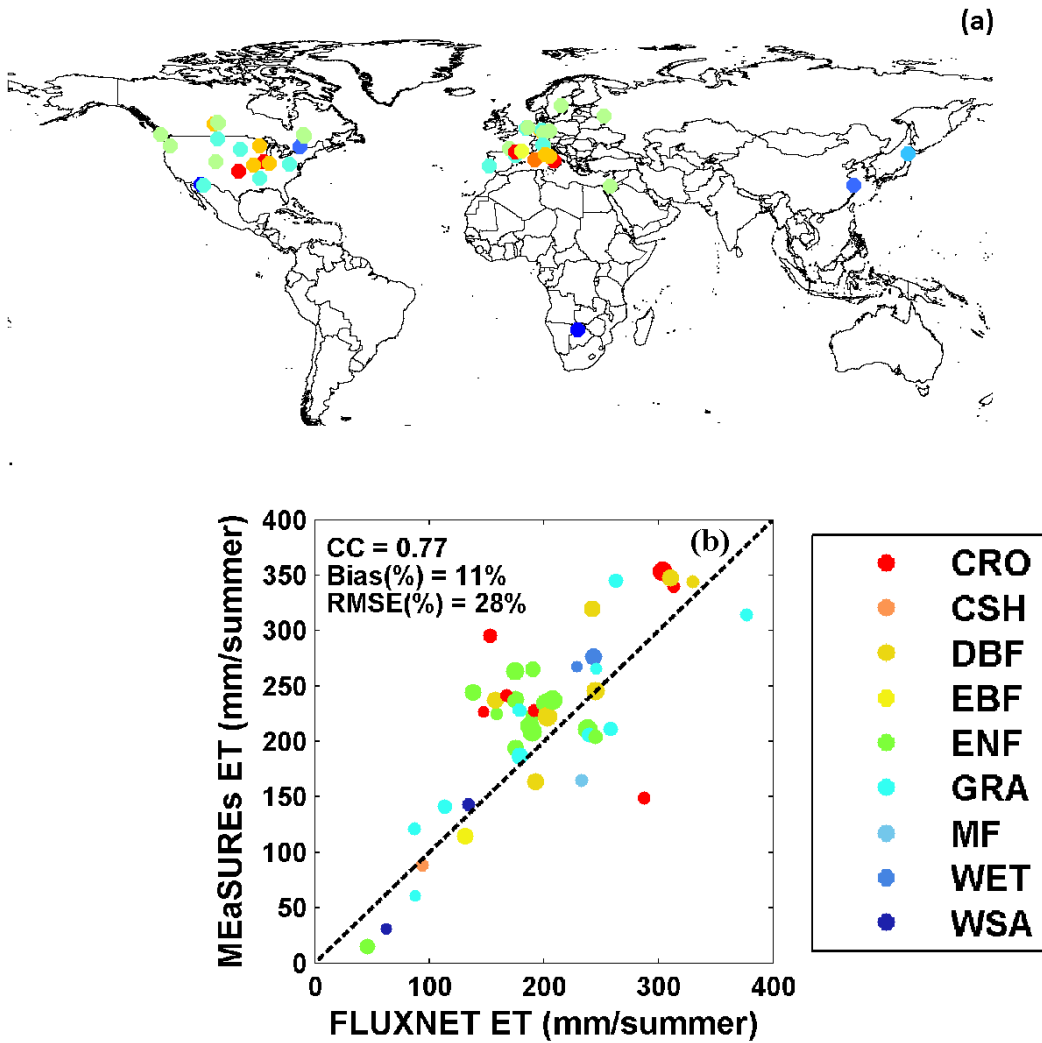 (a)
.
(b)
CC = 0.77
Bias(%) = 11%
RMSE(%) = 28%
MEaSUREs ET (mm/summer)
400
350
300
250
200
150
100
50
0
0 100 200 300 400
FLUXNET ET (mm/summer)
CRO
CSH
DBF
EBF
ENF
GRA
MF
WET
WSA